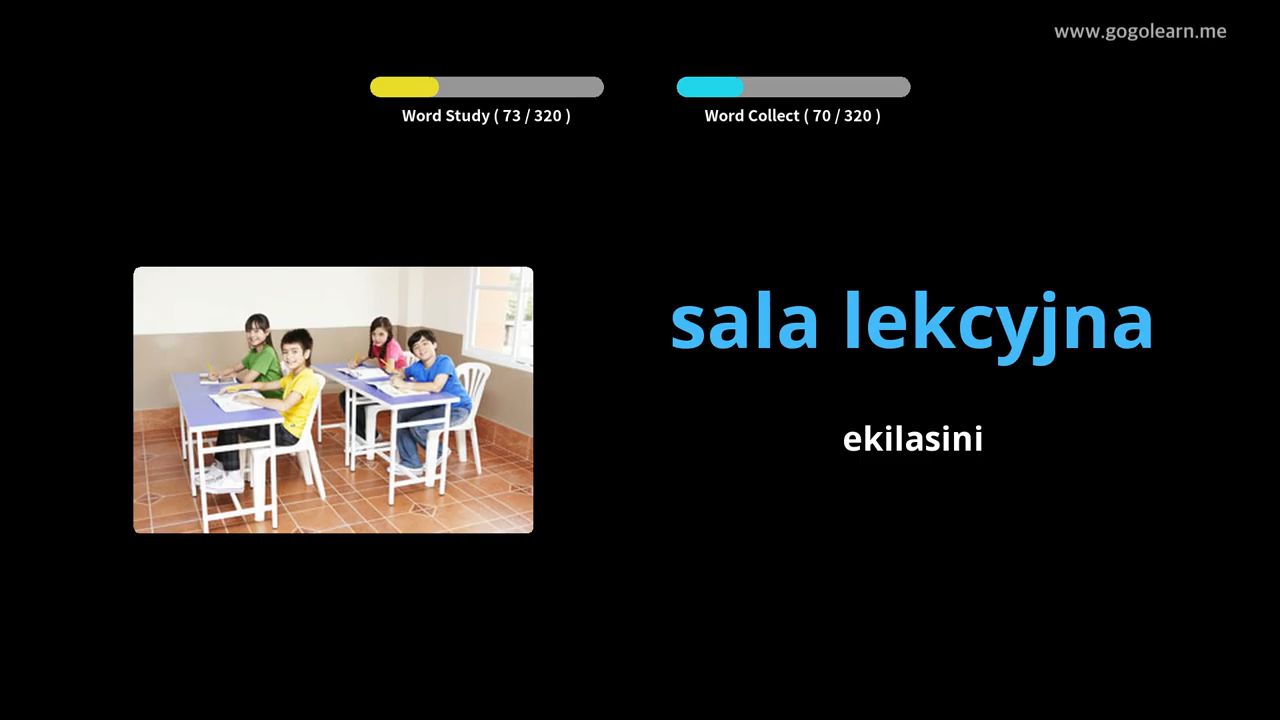 www.gogolearn.me
Word Study ( 73 / 320 )
Word Collect ( 70 / 320 )
sala lekcyjna
ekilasini